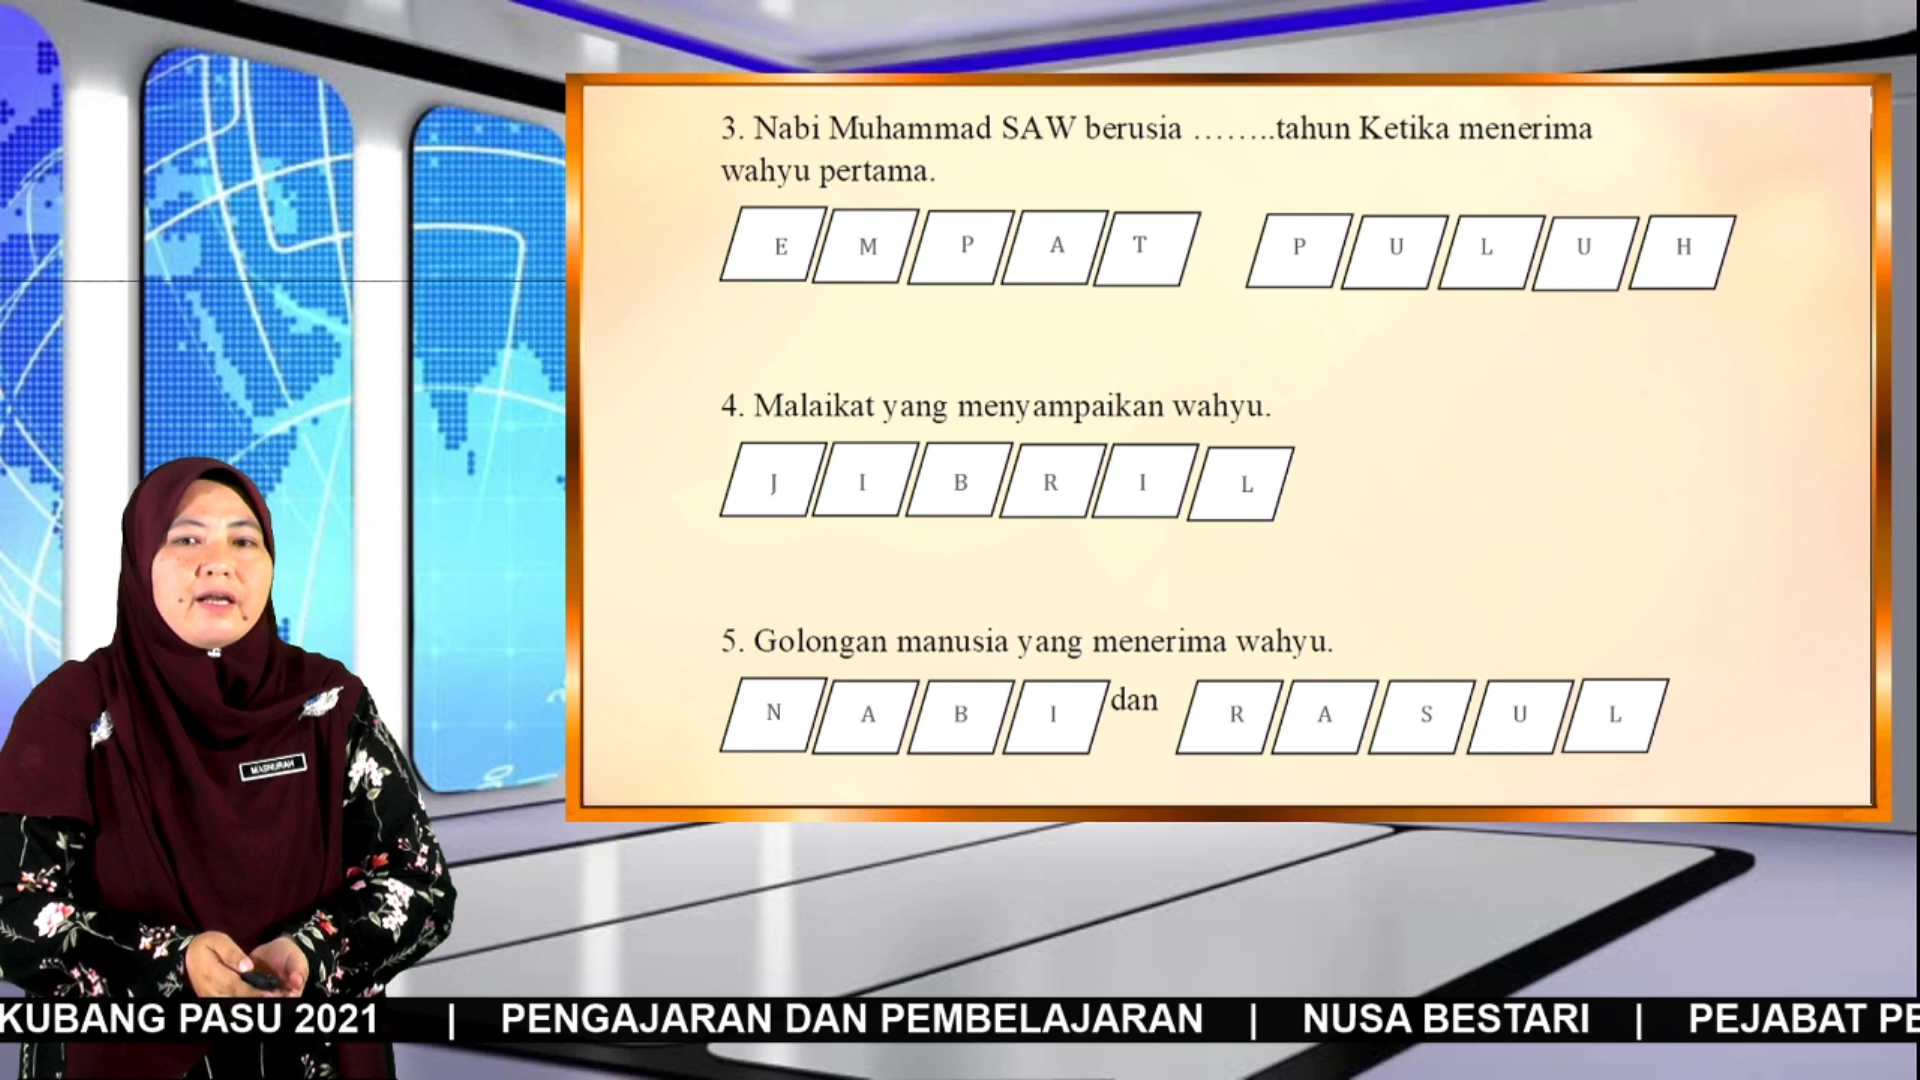 3. Nabi Muhammad SAW berusia ........tahun Ketika menerima
wahyu pertama.
E M P A T P U L U H
4. Malaikat yang menyampaikan wahyu.
J I B R I L
5. Golongan manusia yang menerima wahyu.
N A B I dan R A S U L
MASNURAH
KUBANG PASU 2021 | PENGAJARAN DAN PEMBELAJARAN | NUSA BESTARI | PEJABAT PE